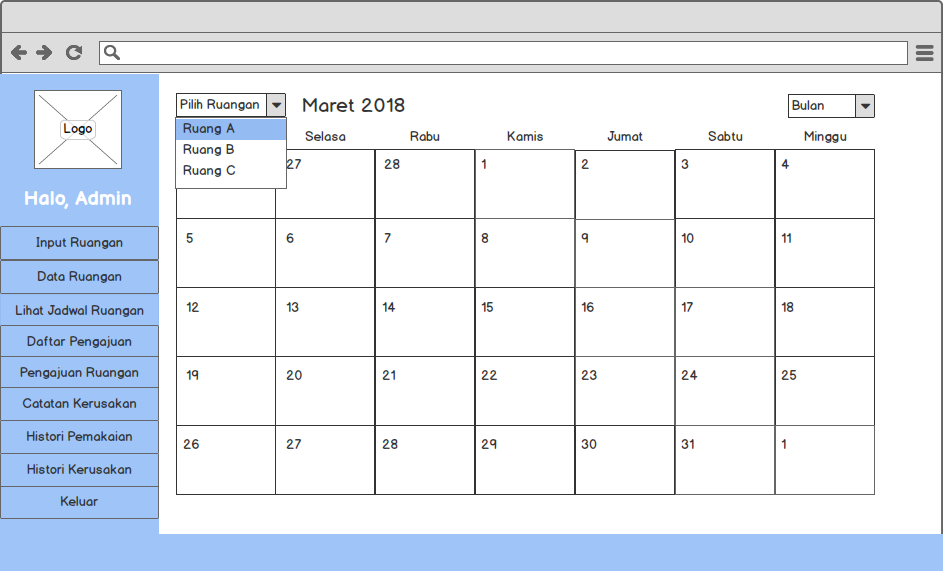 Logo
Halo, Admin
Input Ruangan
Data Ruangan
Lihat Jadwal Ruangan
Daftar Pengajuan
Pengajuan Ruangan
Catatan Kerusakan
Histori Pemakaian
Histori Kerusakan
Keluar
Pilih Ruangan Maret 2018 Bulan
Ruang A
Ruang B
Ruang C
Selasa Rabu Kamis Jumat Sabtu Minggu
27 28 1 2 3 4
5 6 7 8 9 10 11
12 13 14 15 16 17 18
19 20 21 22 23 24 25
26 27 28 29 30 31 1